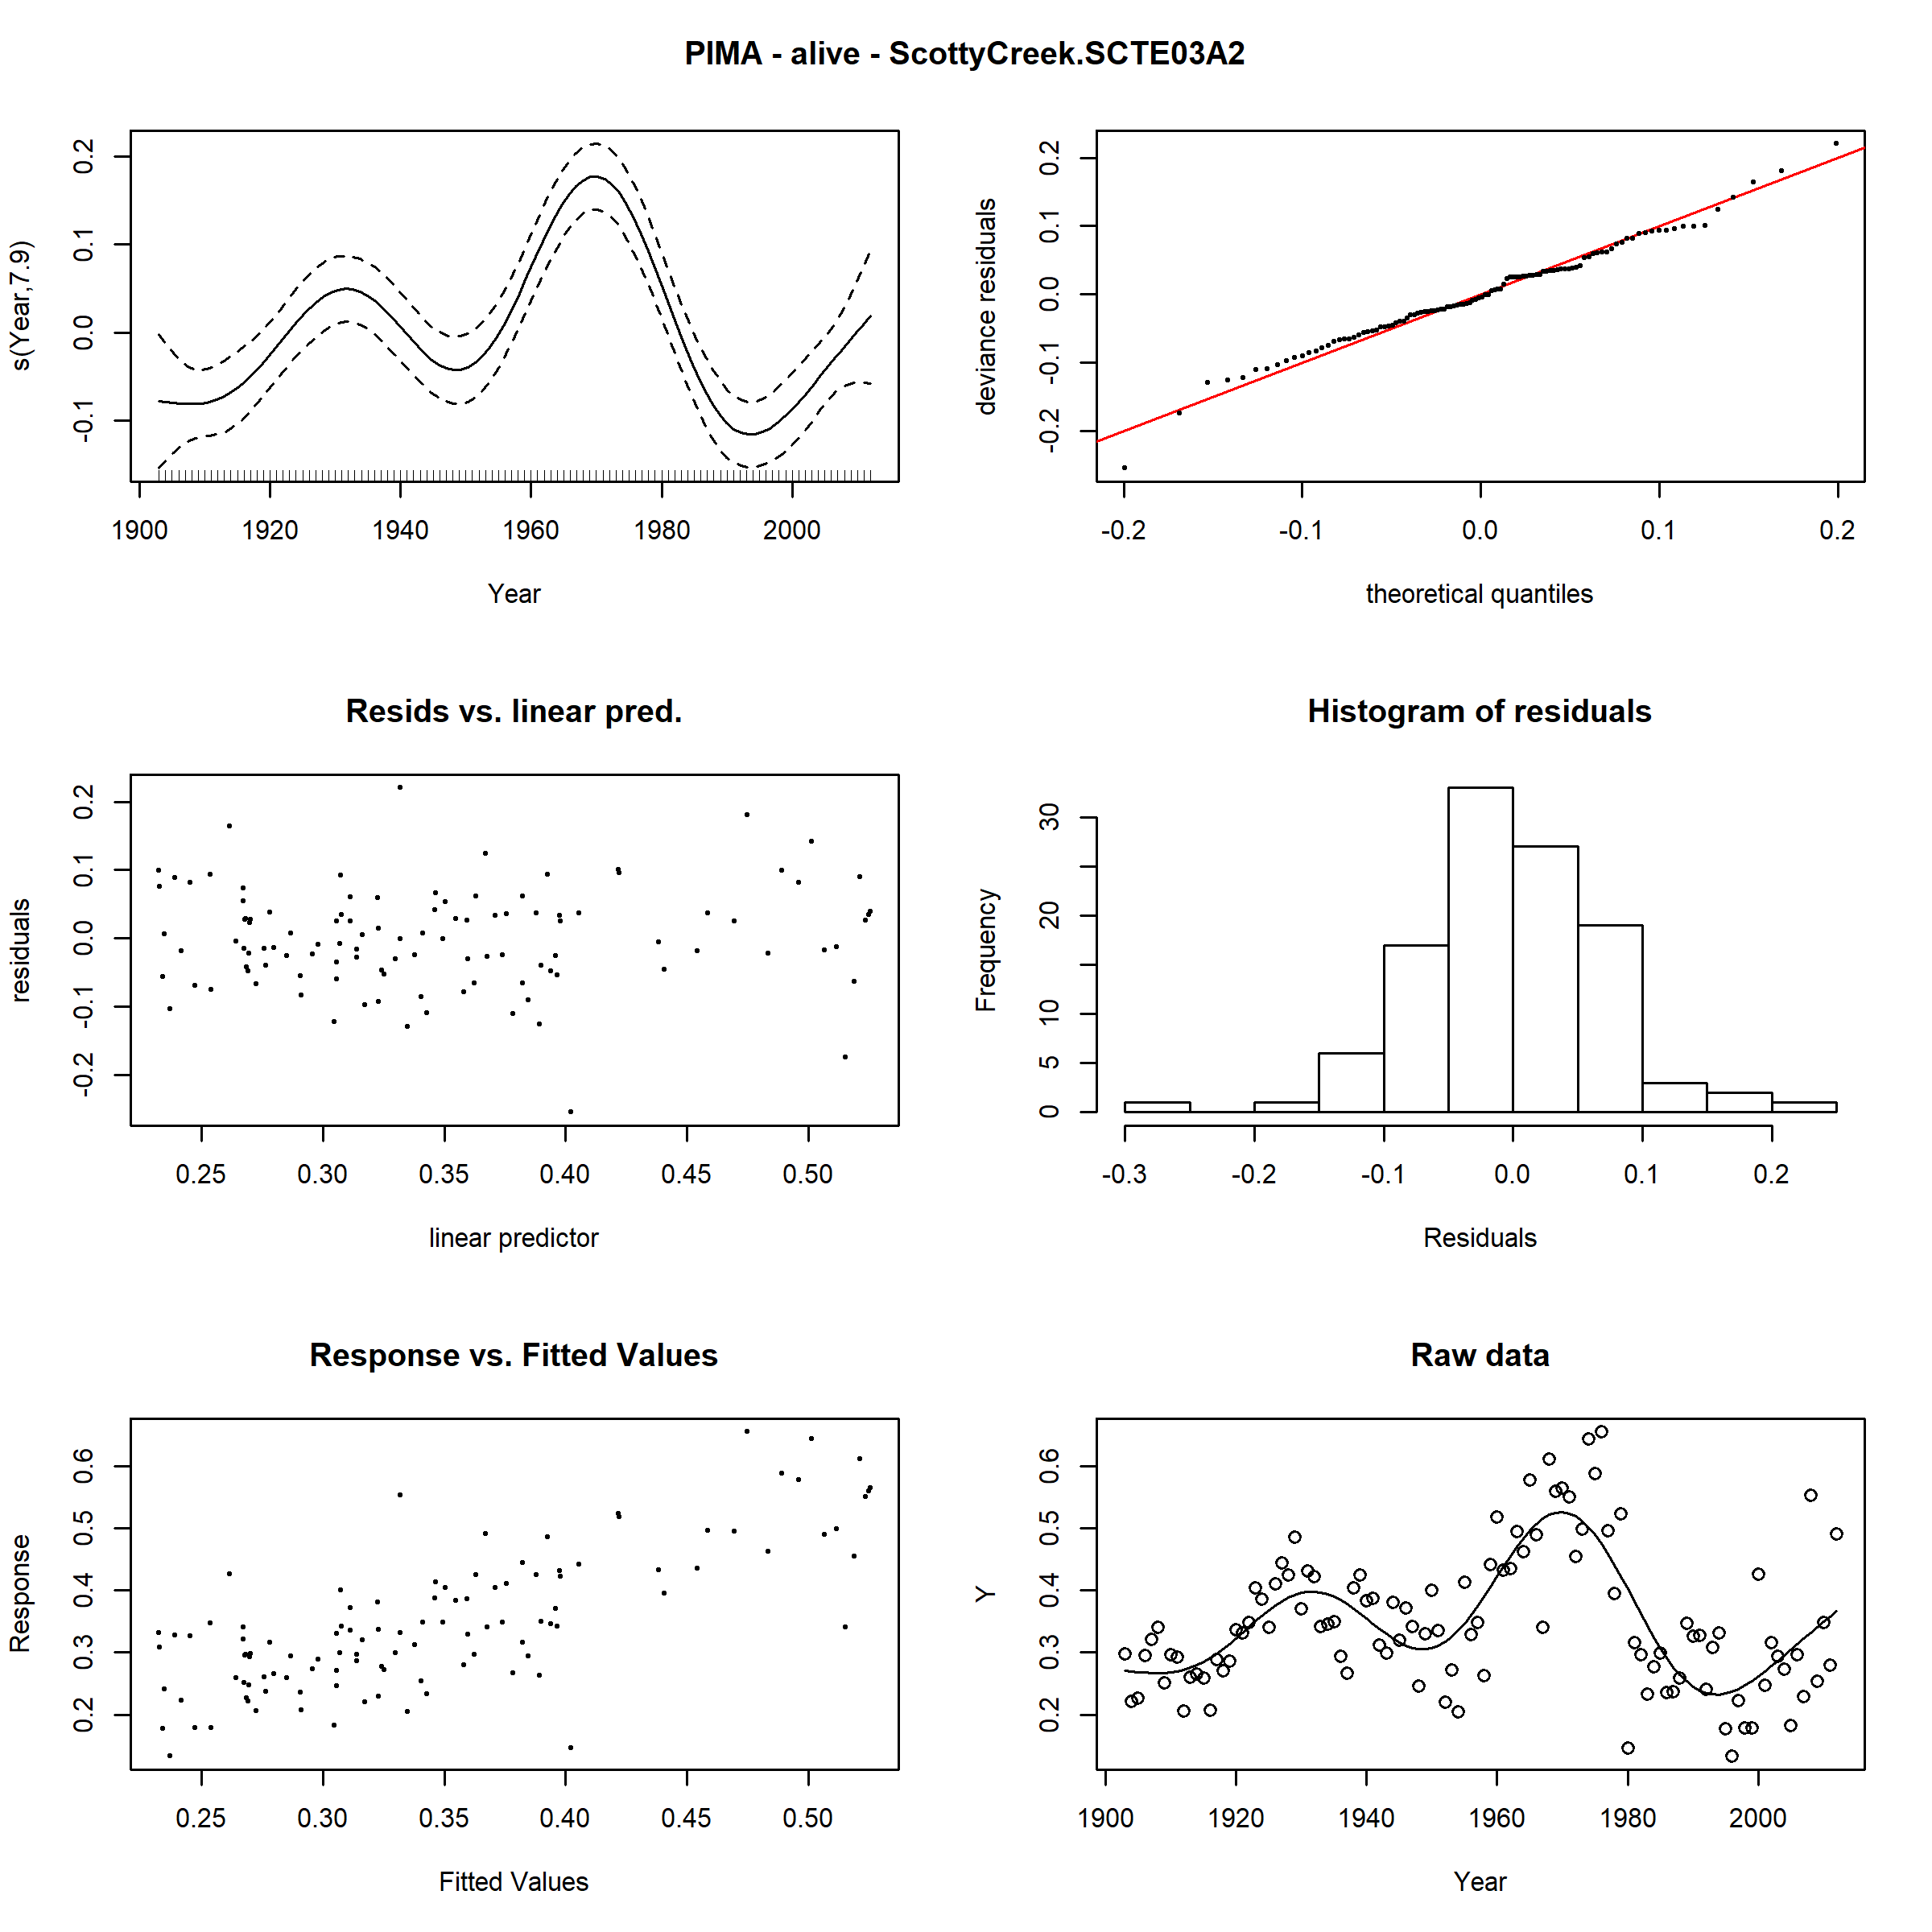 PIMA - alive - ScottyCreek.SCTE03A2
s(Year,7.9)
-0.1 0.0 0.1 0.2
1900 1920 1940 1960 1980 2000
Year
deviance residuals
-0.2 -0.1 0.0 0.1 0.2
-0.2 -0.1 0.0 0.1 0.2
theoretical quantiles
Resids vs. linear pred.
residuals
-0.2 -0.1 0.0 0.1 0.2
0.25 0.30 0.35 0.40 0.45 0.50
linear predictor
Histogram of residuals
Frequency
0 5 10 20 30
-0.3 -0.2 -0.1 0.0 0.1 0.2
Residuals
Response vs. Fitted Values
Response
0.2 0.3 0.4 0.5 0.6
0.25 0.30 0.35 0.40 0.45 0.50
Fitted Values
Raw data
Y
0.2 0.3 0.4 0.5 0.6
1900 1920 1940 1960 1980 2000
Year